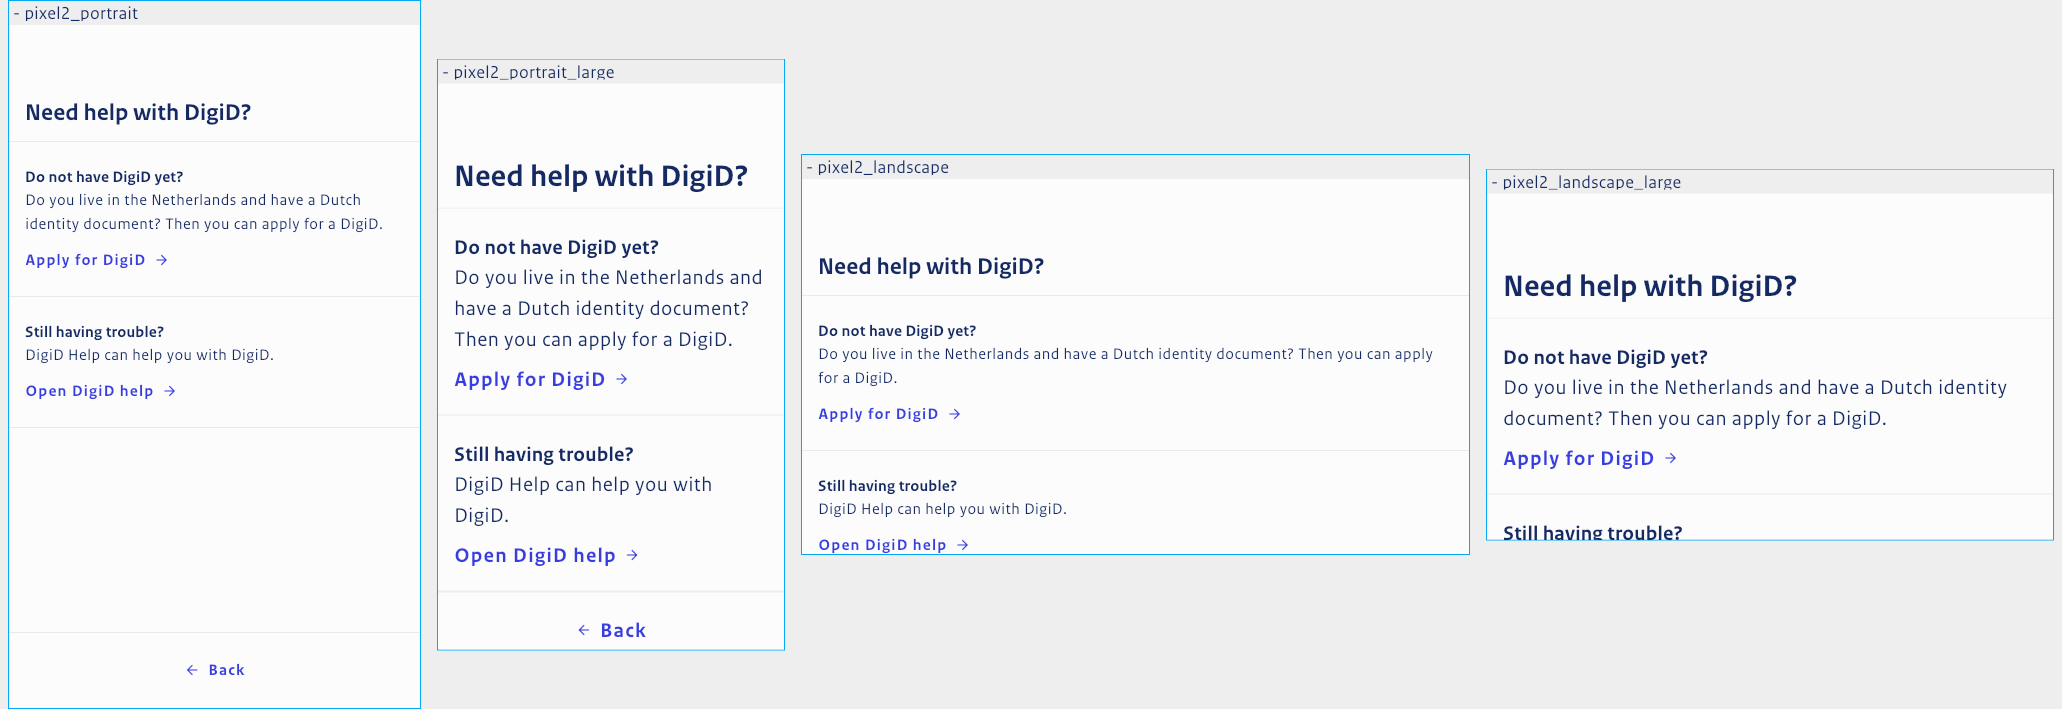 - pixel2_portrait
Need help with DigiD?
Do not have DigiD yet?
Do you live in the Netherlands and have a Dutch
identity document? Then you can apply for a DigiD.
Apply for DigiD →
Still having trouble?
DigiD Help can help you with DigiD.
Open DigiD help →
← Back
- pixel2_portrait_large
Need help with DigiD?
Do not have DigiD yet?
Do you live in the Netherlands and
have a Dutch identity document?
Then you can apply for a DigiD.
Apply for DigiD →
Still having trouble?
DigiD Help can help you with
DigiD.
Open DigiD help →
← Back
- pixel2_landscape
Need help with DigiD?
Do not have DigiD yet?
Do you live in the Netherlands and have a Dutch identity document? Then you can apply
for a DigiD.
Apply for DigiD →
Still having trouble?
DigiD Help can help you with DigiD.
Open DigiD help →
- pixel2_landscape_large
Need help with DigiD?
Do not have DigiD yet?
Do you live in the Netherlands and have a Dutch identity
document? Then you can apply for a DigiD.
Apply for DigiD →
Still having trouble?